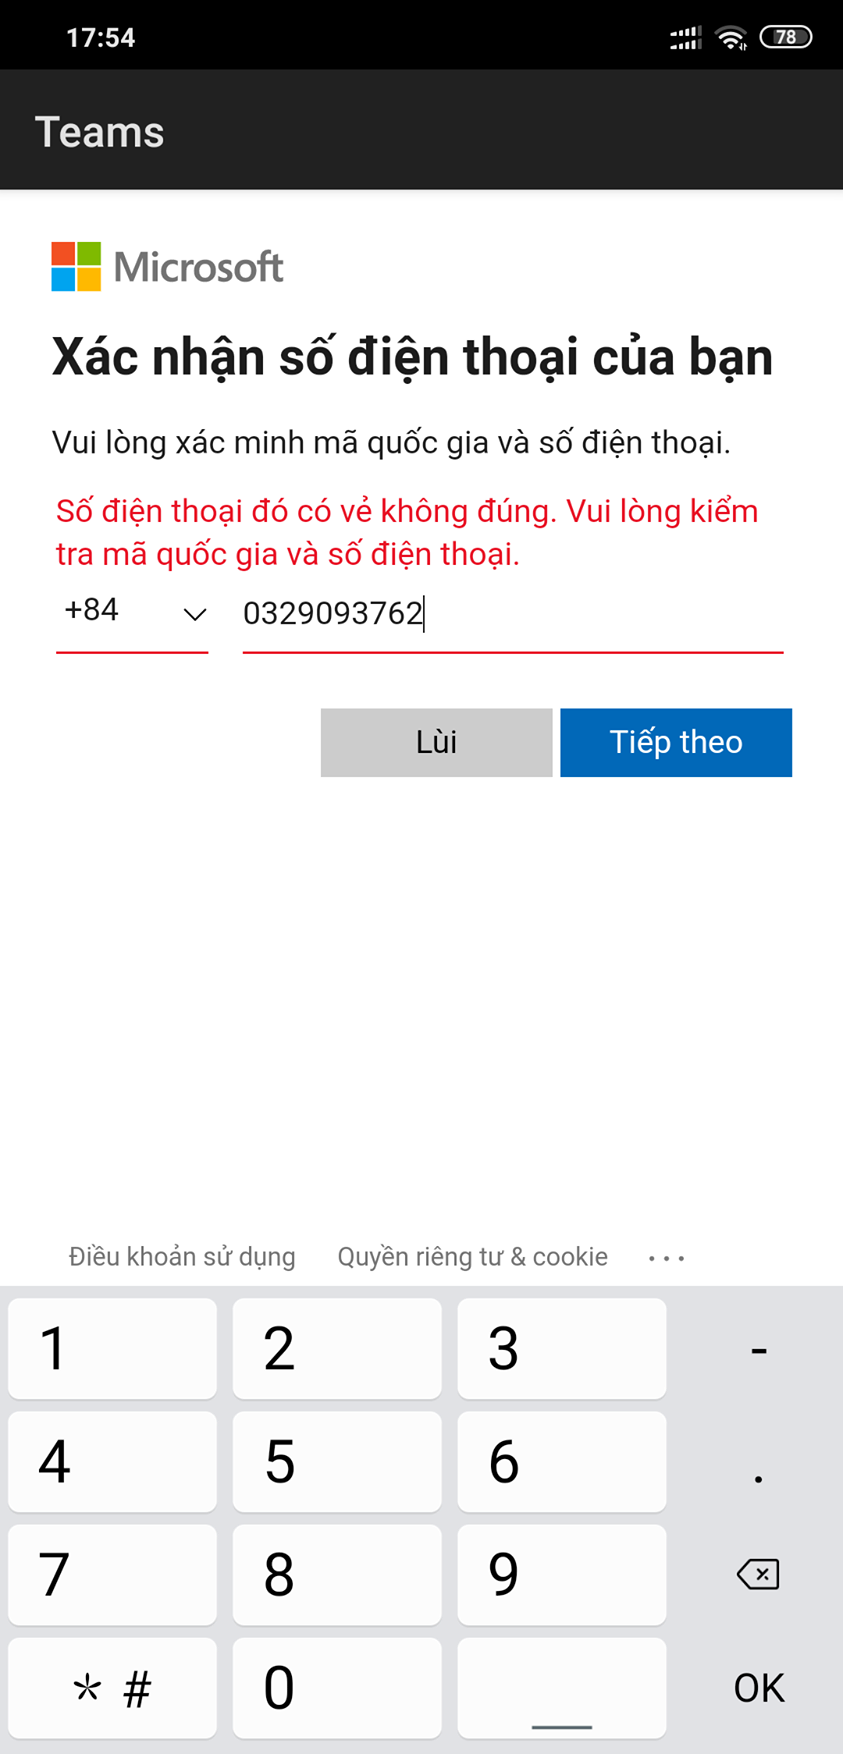 17:54
78
Teams
Microsoft
Xác nhận số điện thoại của bạn
Vui lòng xác minh mã quốc gia và số điện thoại.
Số điện thoại đó có vẻ không đúng. Vui lòng kiểm
tra mã quốc gia và số điện thoại.
+84 0329093762
Lùi Tiếp theo
Điều khoản sử dụng Quyền riêng tư & cookie ...
1 2 3 -
4 5 6 .
7 8 9
* # 0 OK